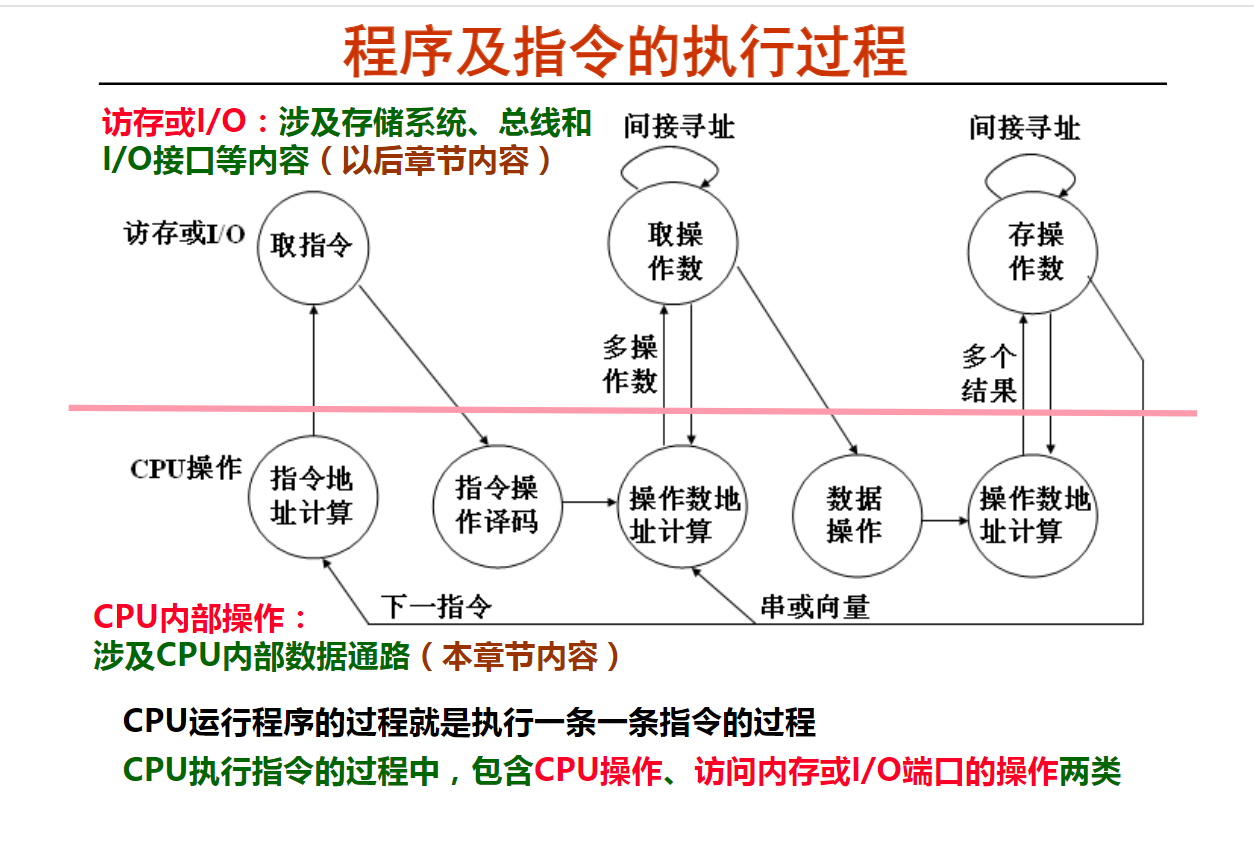 程序及指令的执行过程
访存或I/O：涉及存储系统、总线和
I/O接口等内容（以后章节内容）
间接寻址
间接寻址
访存或I/O
取指令
取操
作数
存操
作数
多操
作数
多个
结果
CPU操作
指令地
址计算
指令操
作译码
操作数地
址计算
数据
操作
操作数地
址计算
下一指令
串或向量
CPU内部操作：
涉及CPU内部数据通路（本章节内容）
CPU运行程序的过程就是执行一条一条指令的过程
CPU执行指令的过程中，包含CPU操作、访问内存或I/O端口的操作两类